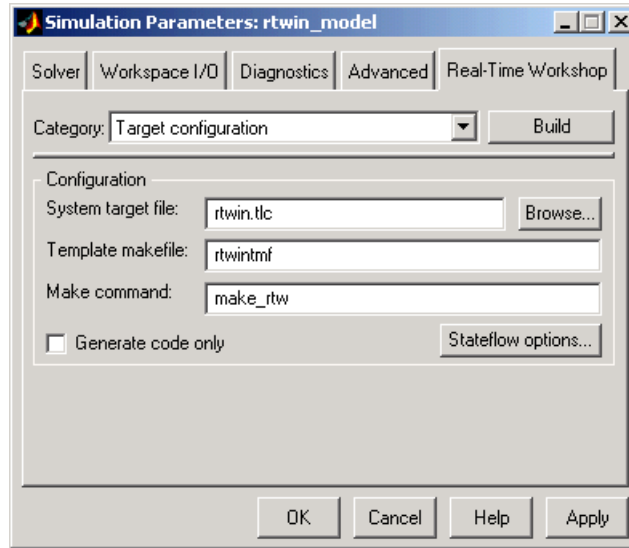 Simulation Parameters: rtwin_model
Solver Workspace I/O Diagnostics Advanced Real-Time Workshop
Category: Target configuration Build
Configuration
System target file: rtwin.tlc Browse...
Template makefile: rtwintmf
Make command: make_rtw
Generate code only Stateflow options...
OK Cancel Help Apply